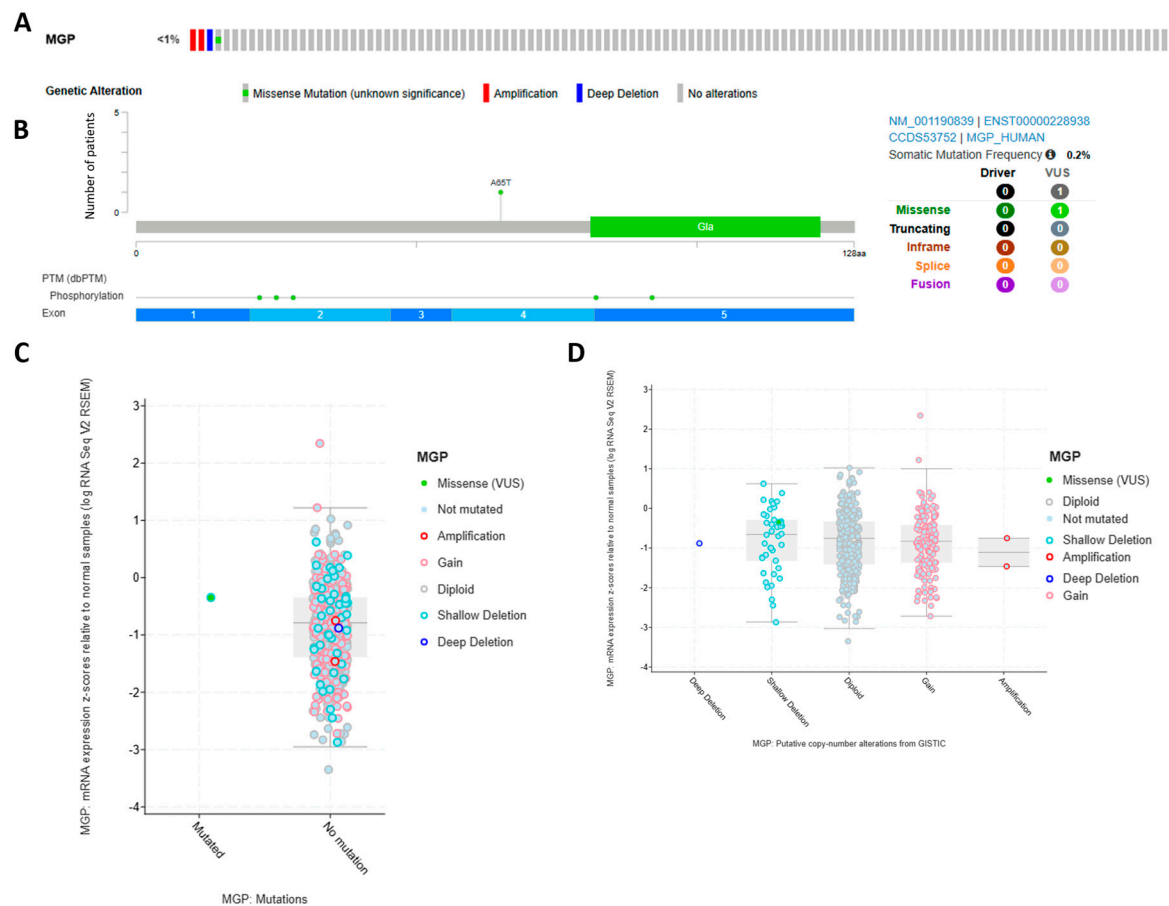 A
MGP
<1%
Genetic Alteration
Missense Mutation (unknown significance)
Amplification
Deep Deletion
No alterations
B
Number of patients
5
0
A65T
Gla
0
128aa
PTM (dbPTM)
Phosphorylation
Exon
1
2
3
4
5
NM_001190839 | ENST00000228938
CCDS53752 | MGP_HUMAN
Somatic Mutation Frequency 0.2%
Driver VUS
0 1
Missense 0 1
Truncating 0 0
Inframe 0 0
Splice 0 0
Fusion 0 0
C
MGP: mRNA expression z-scores relative to normal samples (log RNA Seq V2 RSEM)
3
2
1
0
-1
-2
-3
-4
Mutated
No mutation
MGP: Mutations
MGP
Missense (VUS)
Not mutated
Amplification
Gain
Diploid
Shallow Deletion
Deep Deletion
D
MGP: mRNA expression z-scores relative to normal samples (log RNA Seq V2 RSEM)
3
2
1
0
-1
-2
-3
-4
Deep Deletion
Shallow Deletion
Diploid
Gain
Amplification
MGP: Putative copy-number alterations from GISTIC
MGP
Missense (VUS)
Diploid
Not mutated
Shallow Deletion
Amplification
Deep Deletion
Gain